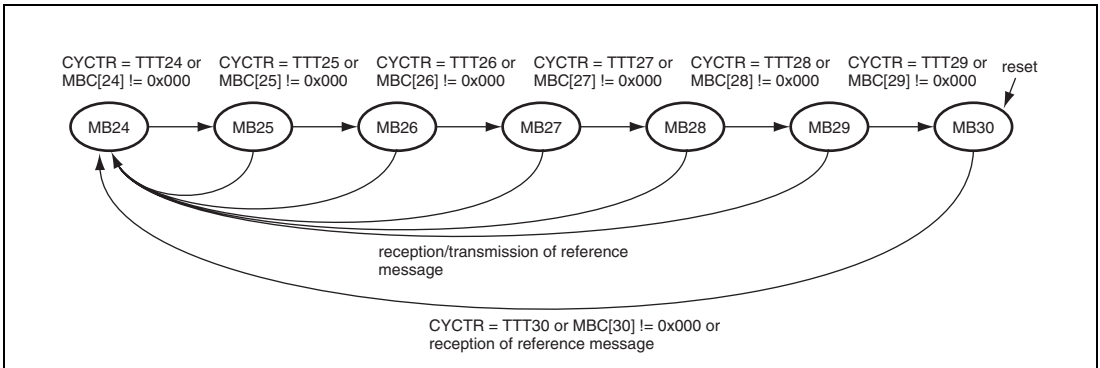 CYCTR = TTT24 or
MBC[24] != 0x000
CYCTR = TTT25 or
MBC[25] != 0x000
CYCTR = TTT26 or
MBC[26] != 0x000
CYCTR = TTT27 or
MBC[27] != 0x000
CYCTR = TTT28 or
MBC[28] != 0x000
CYCTR = TTT29 or
MBC[29] != 0x000
reset
MB24
MB25
MB26
MB27
MB28
MB29
MB30
reception/transmission of reference
message
CYCTR = TTT30 or MBC[30] != 0x000 or
reception of reference message